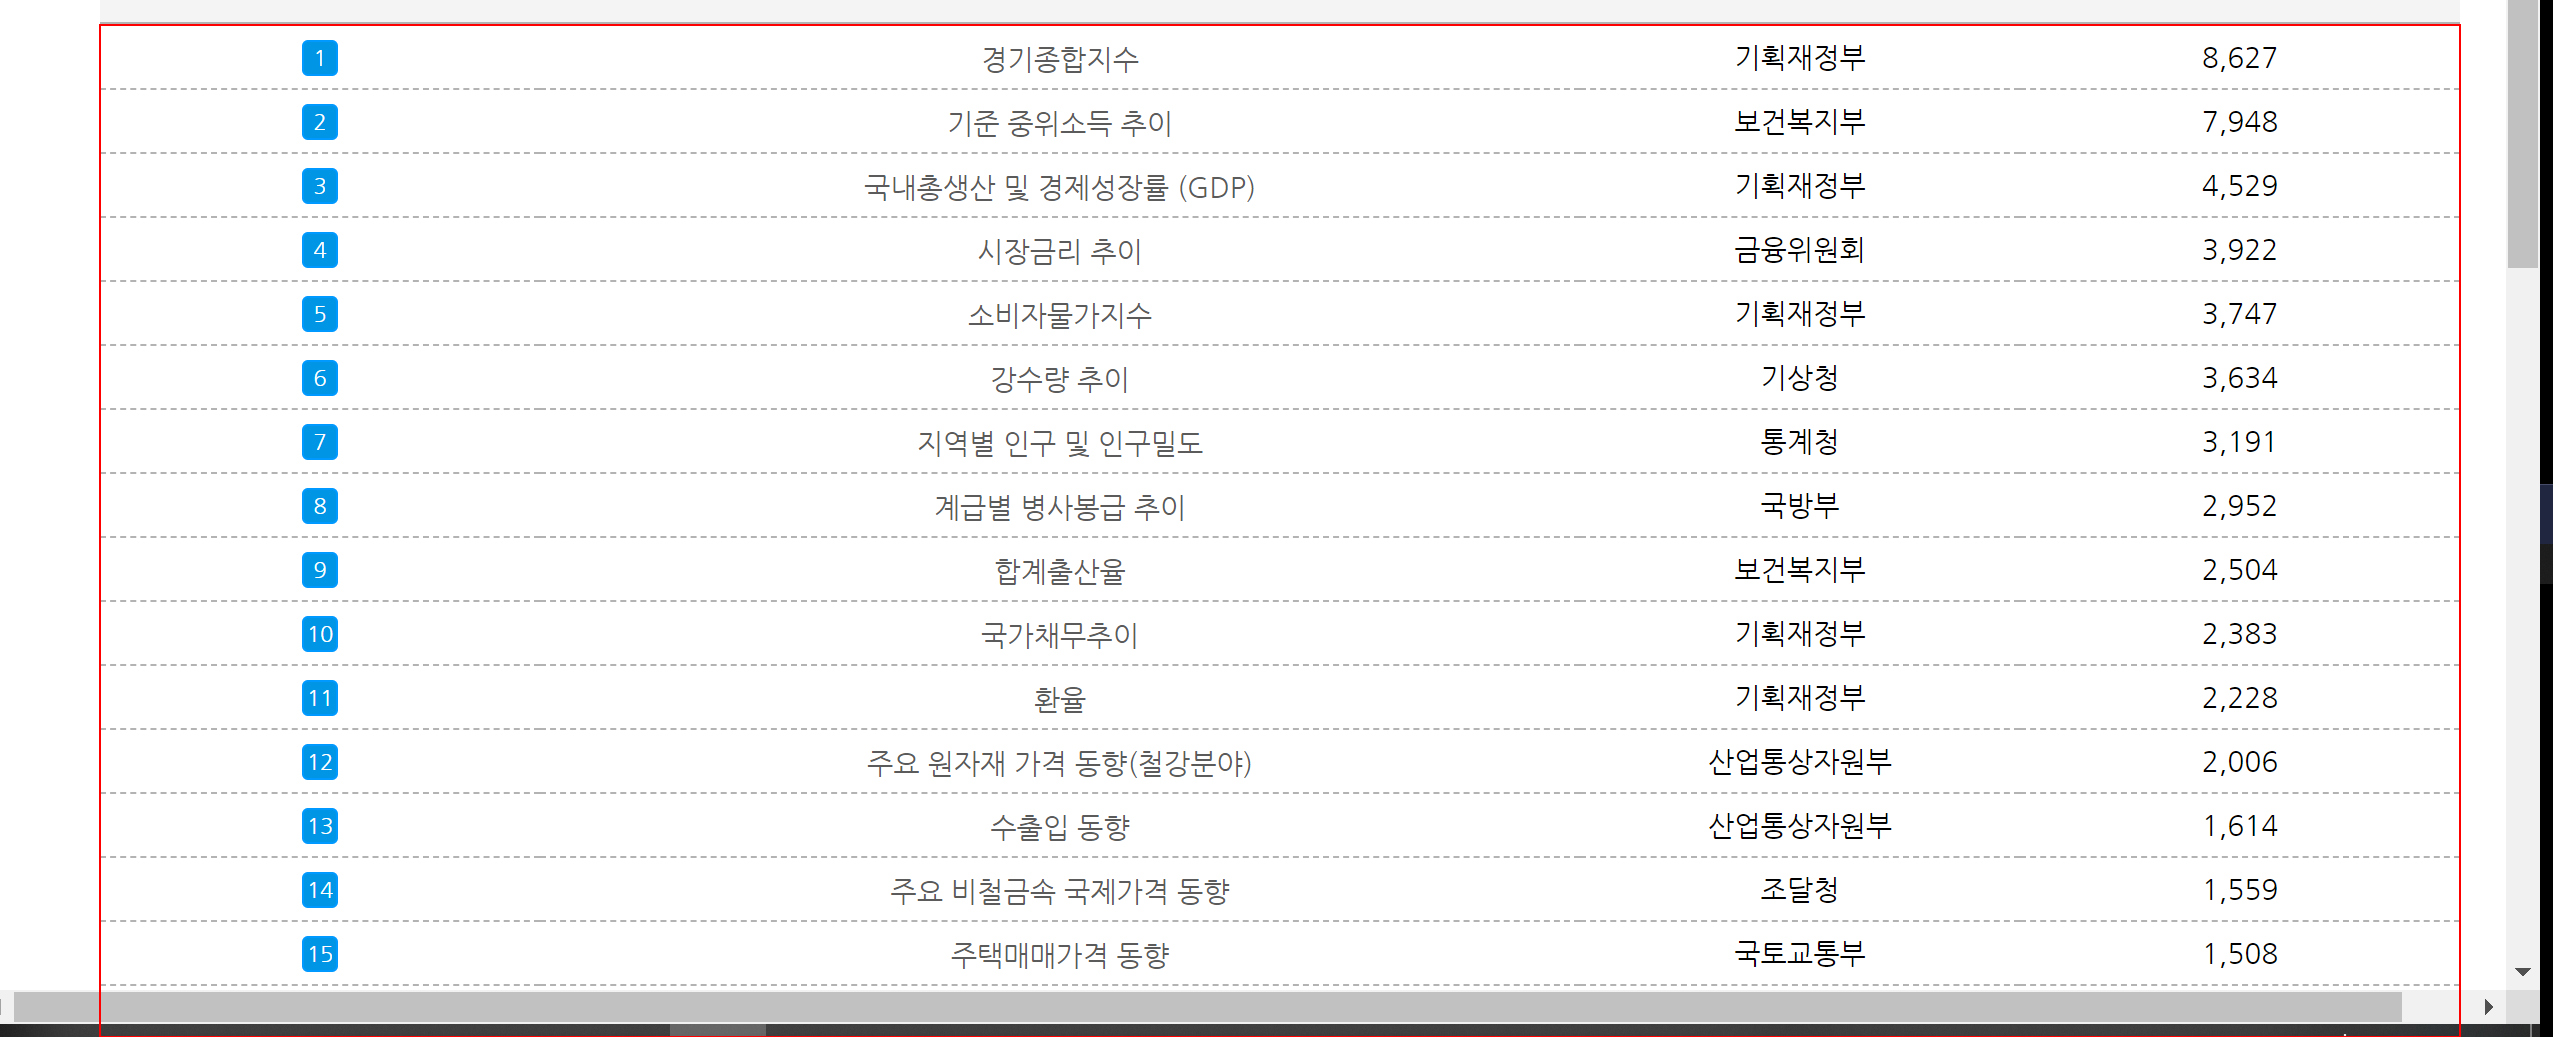 1 경기종합지수 기획재정부 8,627
2 기준 중위소득 추이 보건복지부 7,948
3 국내총생산 및 경제성장률 (GDP) 기획재정부 4,529
4 시장금리 추이 금융위원회 3,922
5 소비자물가지수 기획재정부 3,747
6 강수량 추이 기상청 3,634
7 지역별 인구 및 인구밀도 통계청 3,191
8 계급별 병사봉급 추이 국방부 2,952
9 합계출산율 보건복지부 2,504
10 국가채무추이 기획재정부 2,383
11 환율 기획재정부 2,228
12 주요 원자재 가격 동향(철강분야) 산업통상자원부 2,006
13 수출입 동향 산업통상자원부 1,614
14 주요 비철금속 국제가격 동향 조달청 1,559
15 주택매매가격 동향 국토교통부 1,508